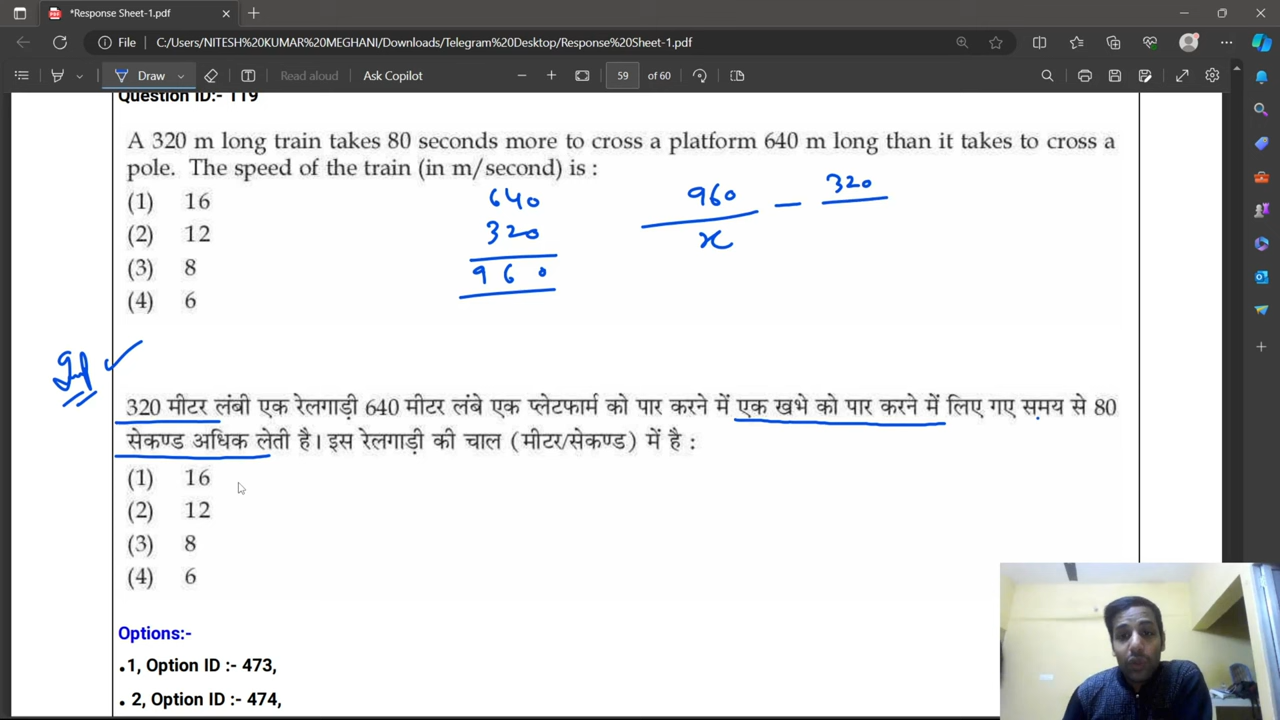 *Response Sheet-1.pdf
File C:/Users/NITESH%20KUMAR%20MEGHANI/Downloads/Telegram%20Desktop/Response%20Sheet-1.pdf
Draw Read aloud Ask Copilot 59 of 60
Question ID:- 119
A 320 m long train takes 80 seconds more to cross a platform 640 m long than it takes to cross a
pole. The speed of the train (in m/second) is :
(1) 16
(2) 12
(3) 8
(4) 6
640
320
960
960 — 320
x
320 मीटर लंबी एक रेलगाड़ी 640 मीटर लंबे एक प्लेटफार्म को पार करने में एक खभे को पार करने में लिए गए समय से 80
सेकण्ड अधिक लेती है। इस रेलगाड़ी की चाल (मीटर/सेकण्ड) में है :
(1) 16
(2) 12
(3) 8
(4) 6
Options:-
.1, Option ID :- 473,
. 2, Option ID :- 474,